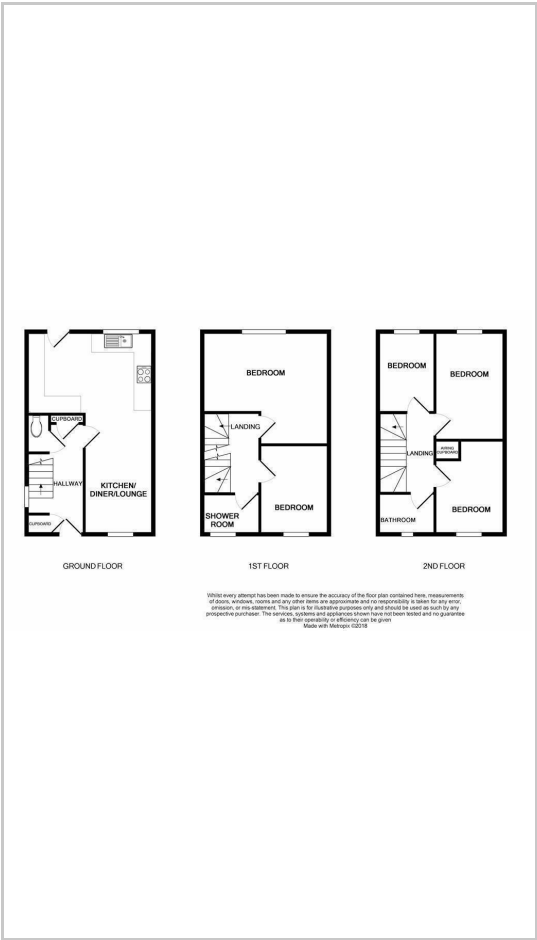 CUPBOARD
HALLWAY
KITCHEN/
DINER/LOUNGE
CUPBOARD
GROUND FLOOR
BEDROOM
LANDING
SHOWER
ROOM
BEDROOM
1ST FLOOR
BEDROOM
BEDROOM
LANDING
AIRING
CUPBOARD
BATHROOM
BEDROOM
2ND FLOOR
Whilst every attempt has been made to ensure the accuracy of the floor plan contained here, measurements
of doors, windows, rooms and any other items are approximate and no responsibility is taken for any error,
omission, or mis-statement. This plan is for illustrative purposes only and should be used as such by any
prospective purchaser. The services, systems and appliances shown have not been tested and no guarantee
as to their operability or efficiency can be given
Made with Metropix ©2018